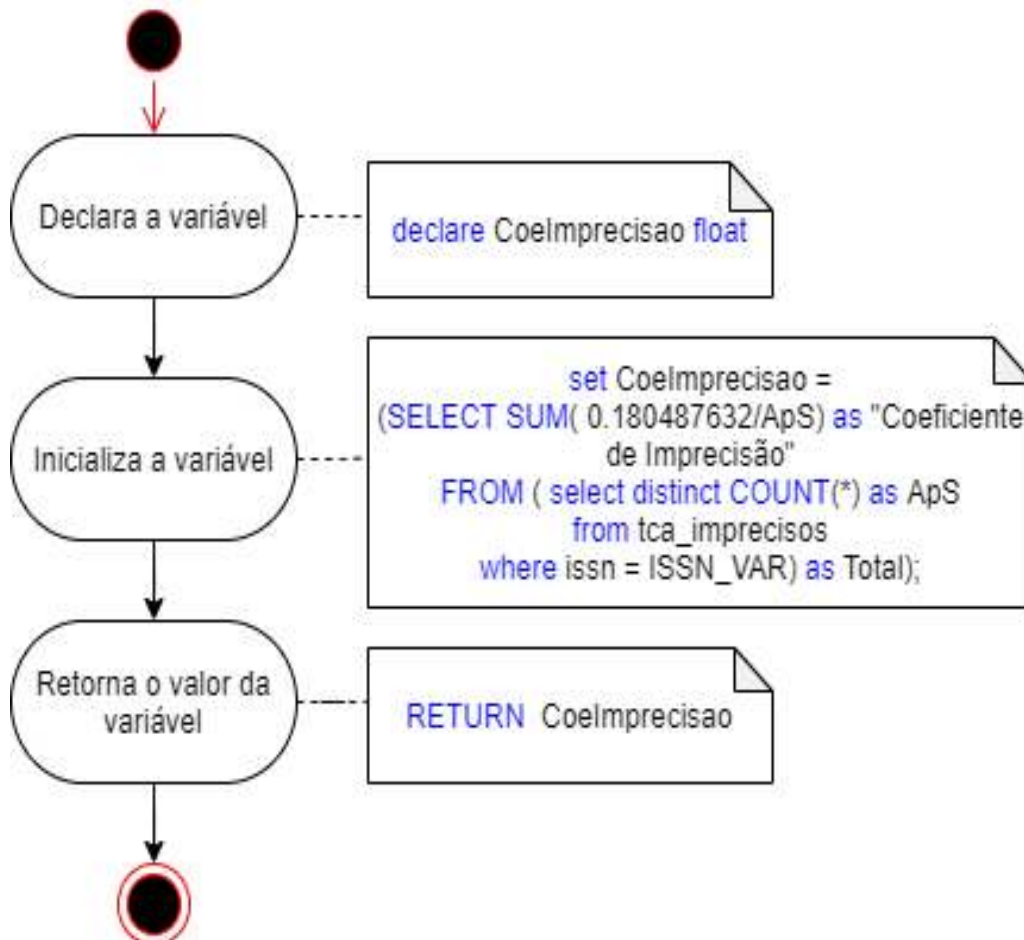 Declara a variável
declare CoeImprecisao float
Inicializa a variável
set CoeImprecisao =
(SELECT SUM( 0.180487632/ApS) as "Coeficiente
de Imprecisão"
FROM ( select distinct COUNT(*) as ApS
from tca_imprecisos
where issn = ISSN_VAR) as Total);
Retorna o valor da
variável
RETURN CoeImprecisao